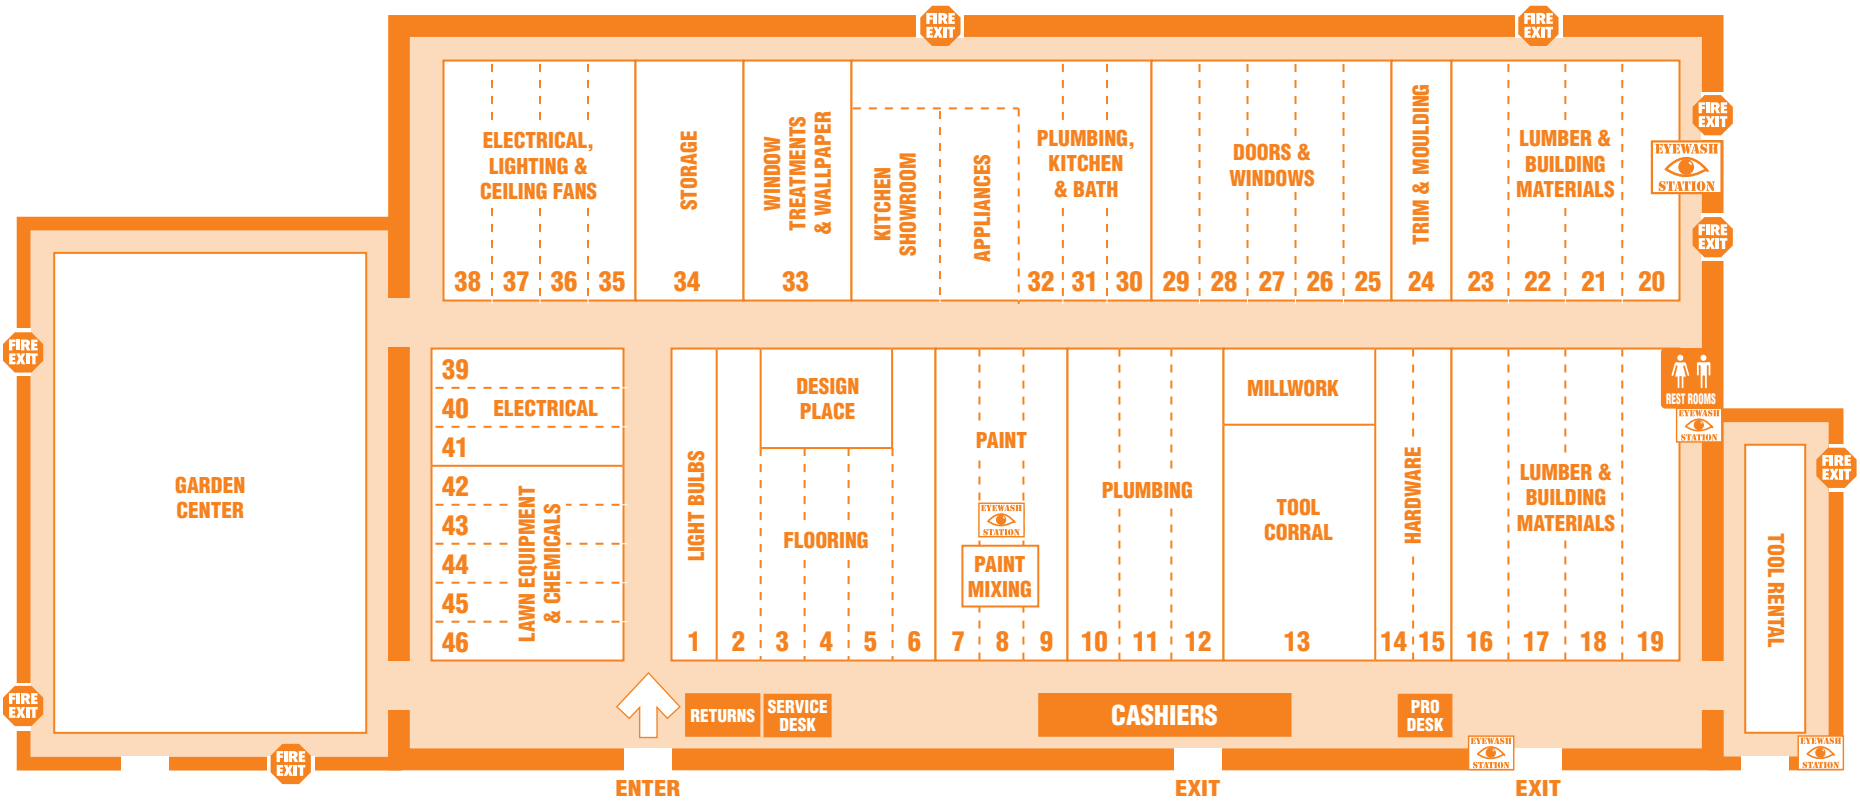 FIRE
EXIT
FIRE
EXIT
FIRE
EXIT
EYEWASH
STATION
FIRE
EXIT
ELECTRICAL,
LIGHTING &
CEILING FANS
STORAGE
WINDOW
TREATMENTS
& WALLPAPER
KITCHEN
SHOWROOM
APPLIANCES
PLUMBING,
KITCHEN
& BATH
DOORS &
WINDOWS
TRIM & MOULDING
LUMBER &
BUILDING
MATERIALS
38 37 36 35 34 33 32 31 30 29 28 27 26 25 24 23 22 21 20
FIRE
EXIT
GARDEN
CENTER
FIRE
EXIT
FIRE
EXIT
39
40 ELECTRICAL
41
42
43
44
45
46
LAWN EQUIPMENT
& CHEMICALS
LIGHT BULBS
DESIGN
PLACE
FLOORING
PAINT
EYEWASH
STATION
PAINT
MIXING
PLUMBING
MILLWORK
TOOL
CORRAL
HARDWARE
LUMBER &
BUILDING
MATERIALS
REST ROOMS
EYEWASH
STATION
FIRE
EXIT
TOOL RENTAL
1 2 3 4 5 6 7 8 9 10 11 12 13 14 15 16 17 18 19
RETURNS
SERVICE
DESK
CASHIERS
PRO
DESK
EYEWASH
STATION
EYEWASH
STATION
ENTER
EXIT
EXIT